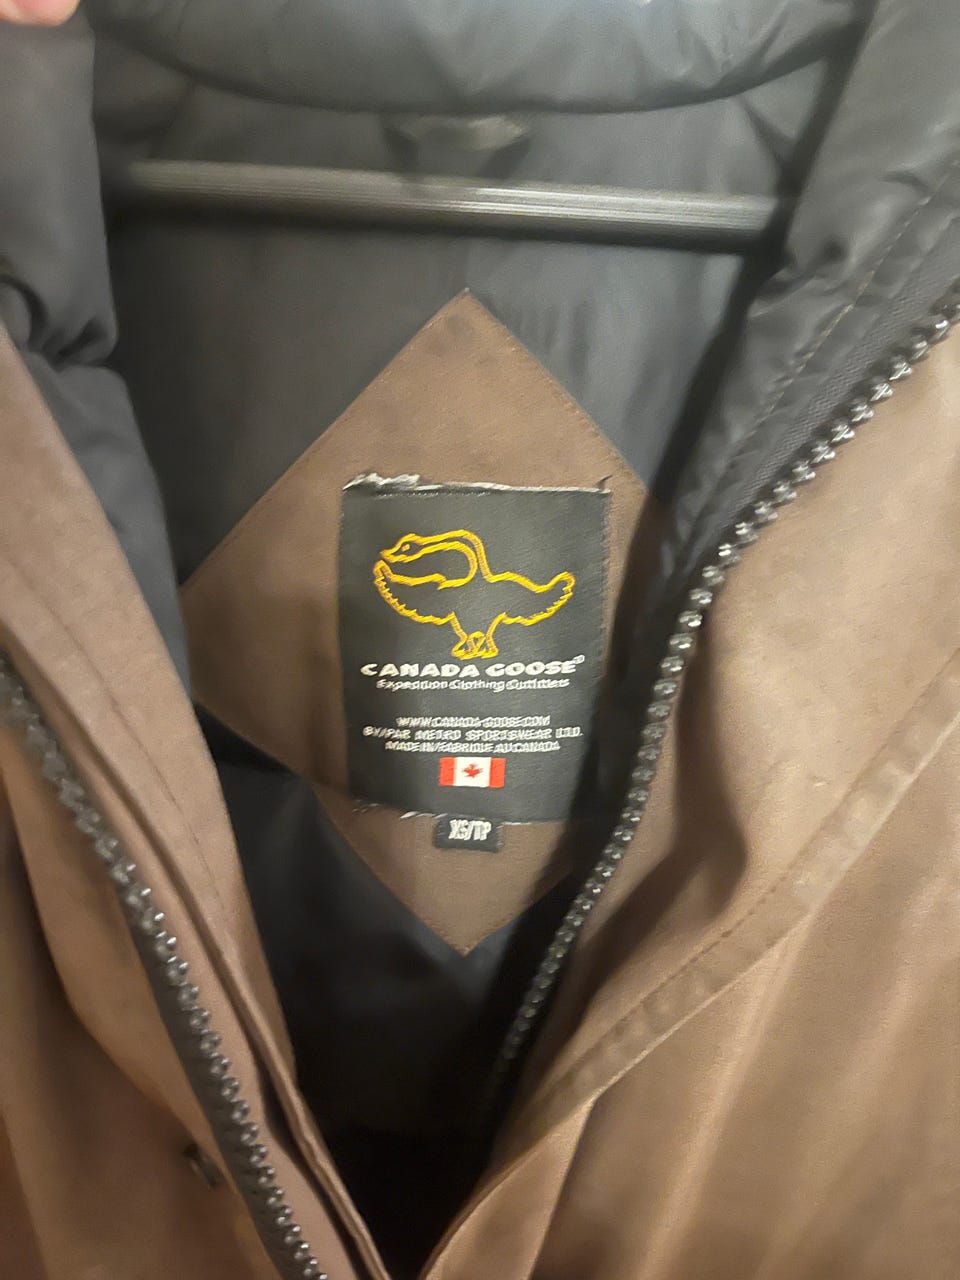 CANADA GOOSE®
Expedition Clothing Outfitters
WWW.CANADA-GOOSE.COM
BY/PAR METRO SPORTSWEAR LTD.
MADE IN/FABRIQUE AU CANADA
XS/TP